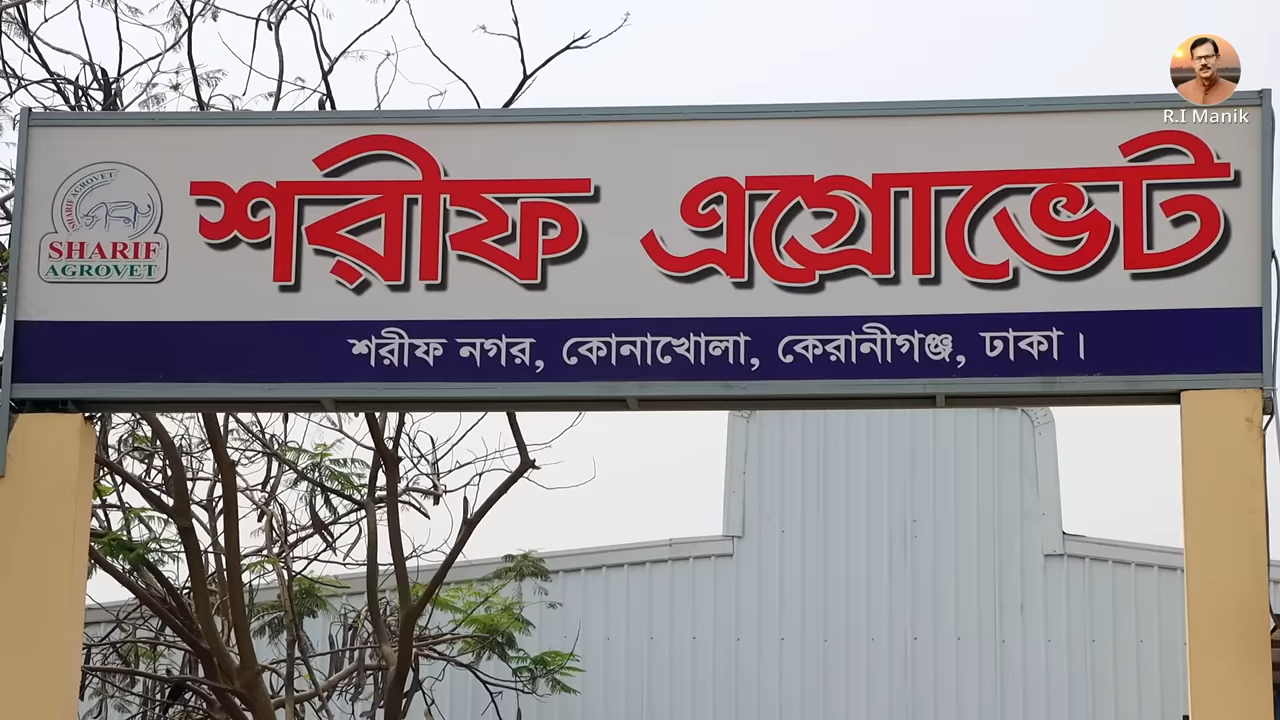 R.I Manik
শরীফ এগ্রোভেট
SHARIF AGROVET
SHARIF
AGROVET
শরীফ নগর, কোনাখোলা, কেরানীগঞ্জ, ঢাকা।